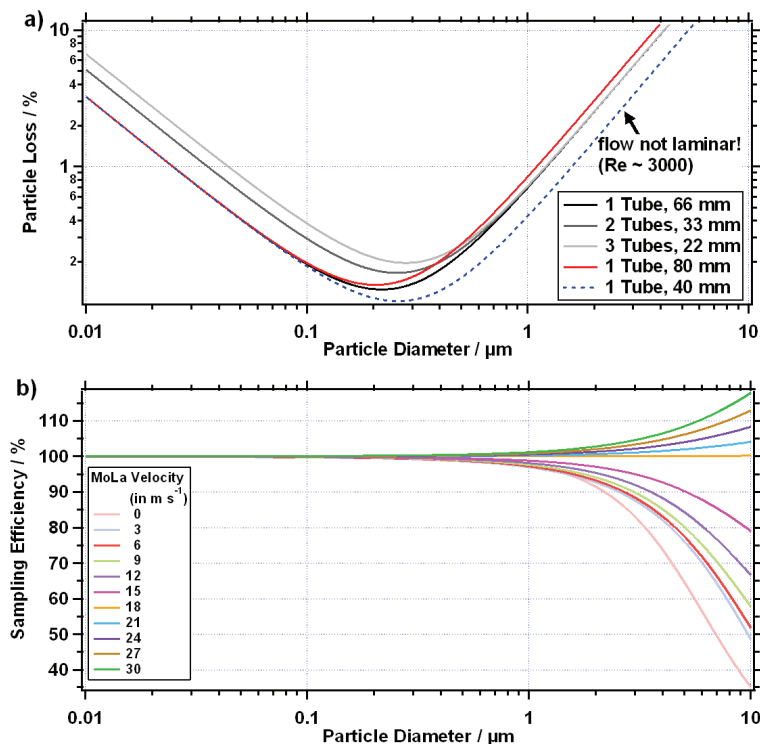 a)
10
8
6
4
2
1
8
6
4
2
Particle Loss / %
flow not laminar!
(Re ~ 3000)
1 Tube, 66 mm
2 Tubes, 33 mm
3 Tubes, 22 mm
1 Tube, 80 mm
1 Tube, 40 mm
0.01
0.1
1
10
Particle Diameter / µm
b)
110
100
90
80
70
60
50
40
Sampling Efficiency / %
MoLa Velocity
(in m s⁻¹)
0
3
6
9
12
15
18
21
24
27
30
0.01
0.1
1
10
Particle Diameter / µm